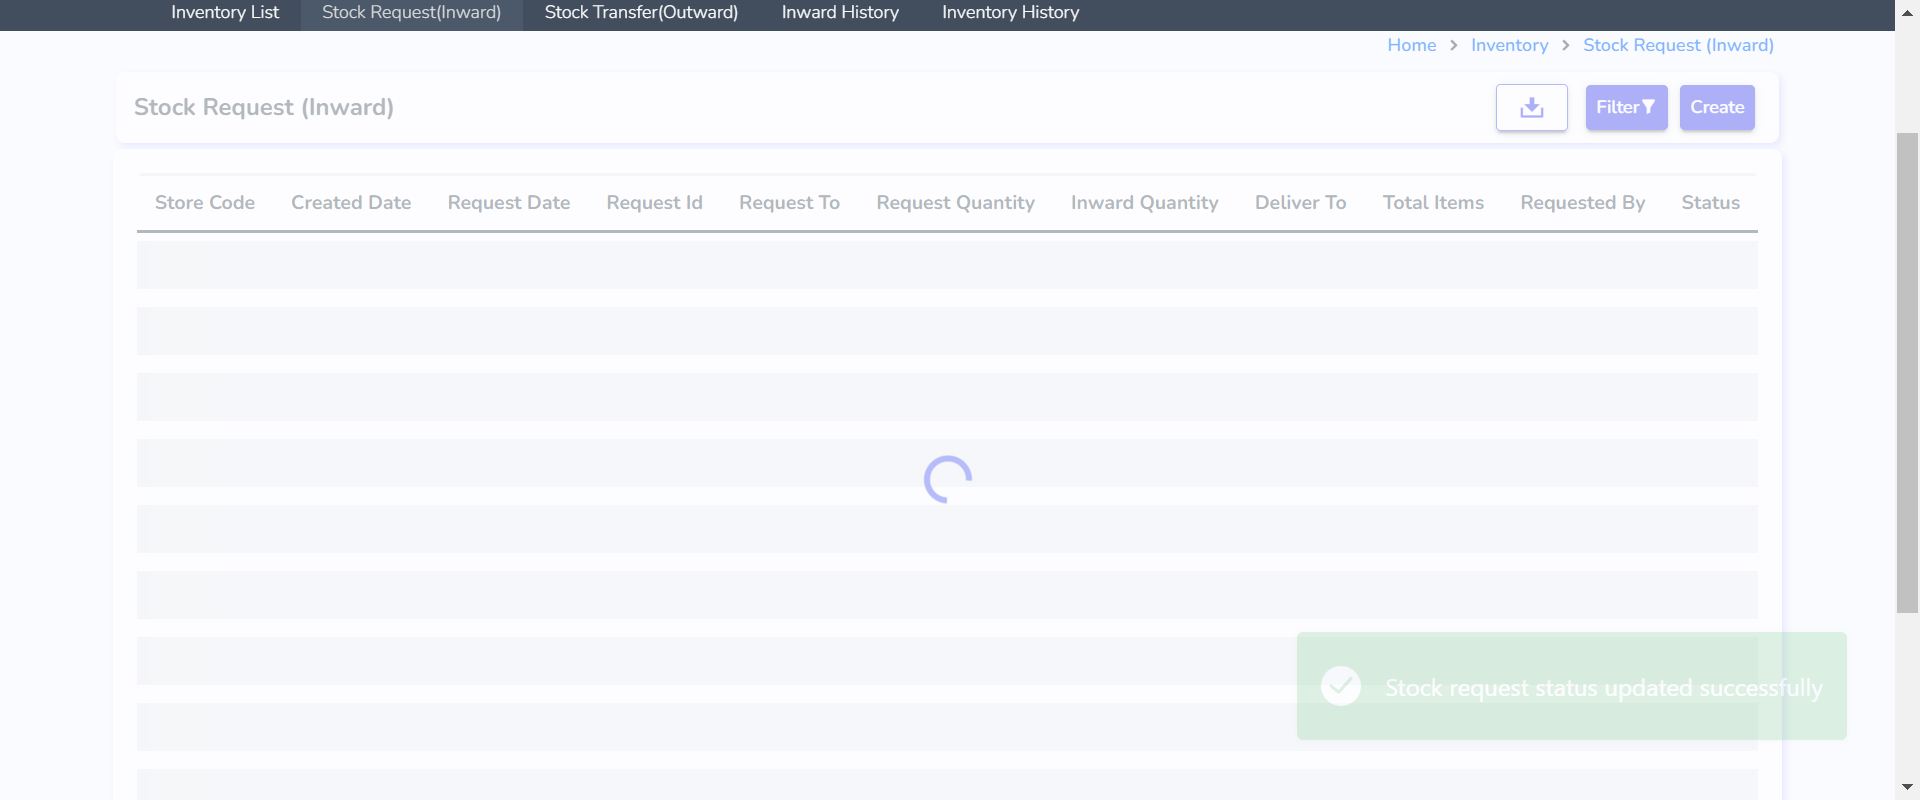 Inventory List Stock Request(Inward) Stock Transfer(Outward) Inward History Inventory History
Home > Inventory > Stock Request (Inward)
Stock Request (Inward) Filter Create
Store Code Created Date Request Date Request Id Request To Request Quantity Inward Quantity Deliver To Total Items Requested By Status
Stock request status updated successfully